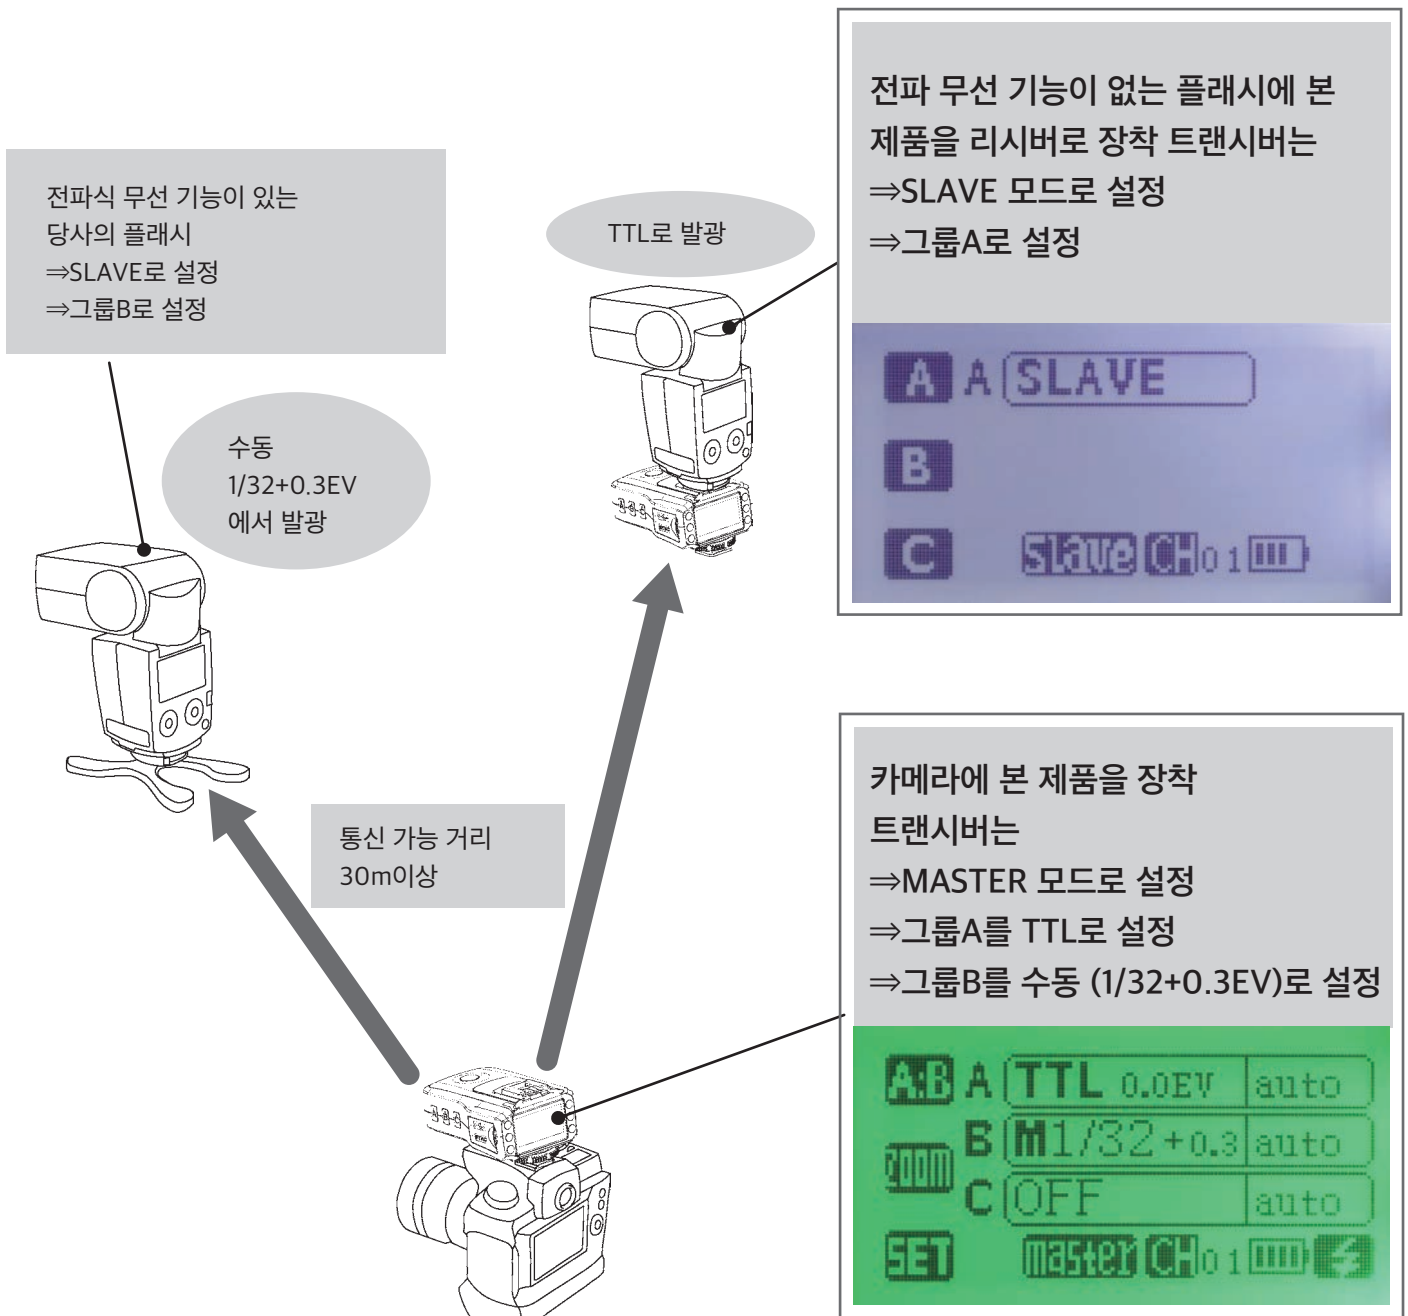 전파식 무선 기능이 있는
당사의 플래시
⇒SLAVE로 설정
⇒그룹B로 설정
수동
1/32+0.3EV
에서 발광
TTL로 발광
전파 무선 기능이 없는 플래시에 본
제품을 리시버로 장착 트랜시버는
⇒SLAVE 모드로 설정
⇒그룹A로 설정
A A SLAVE
B
C slave CH 01
통신 가능 거리
30m이상
카메라에 본 제품을 장착
트랜시버는
⇒MASTER 모드로 설정
⇒그룹A를 TTL로 설정
⇒그룹B를 수동 (1/32+0.3EV)로 설정
A.B A TTL 0.0EV auto
B M1/32+0.3 auto
zoom
C OFF auto
SET master CH 01